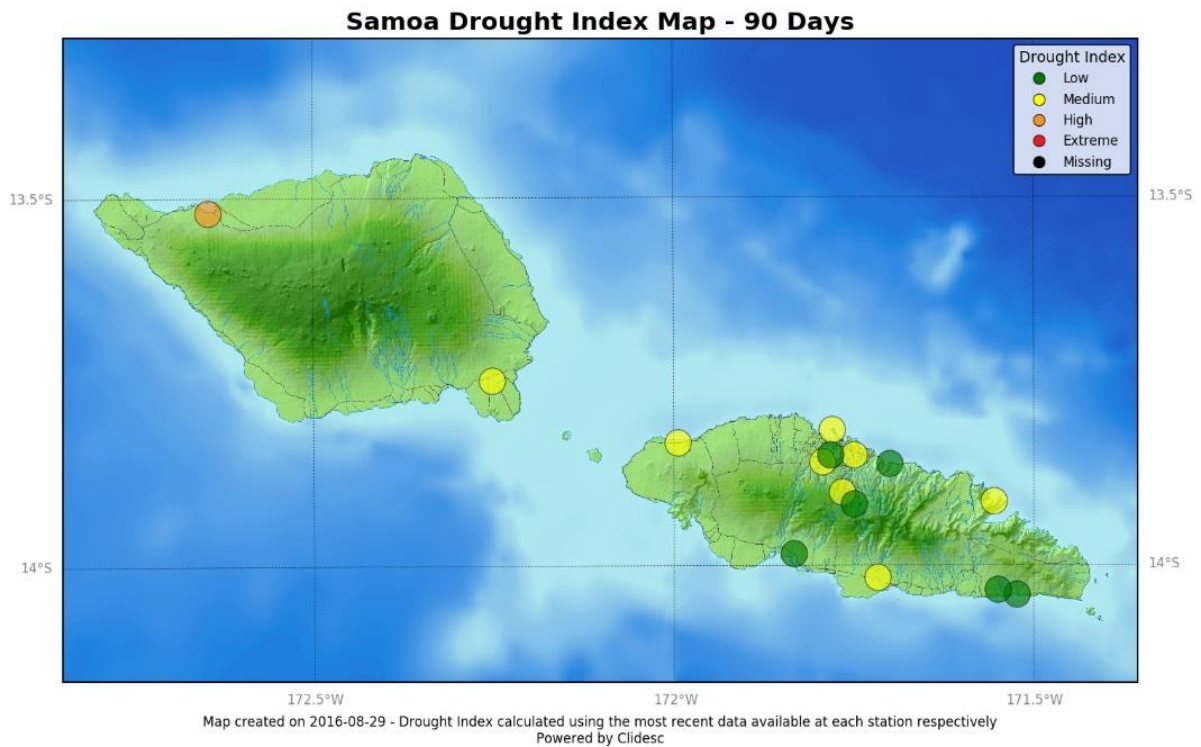 Samoa Drought Index Map - 90 Days
Drought Index
Low
Medium
High
Extreme
Missing
13.5°S
13.5°S
14°S
14°S
172.5°W
172°W
171.5°W
Map created on 2016-08-29 - Drought Index calculated using the most recent data available at each station respectively
Powered by Clidesc